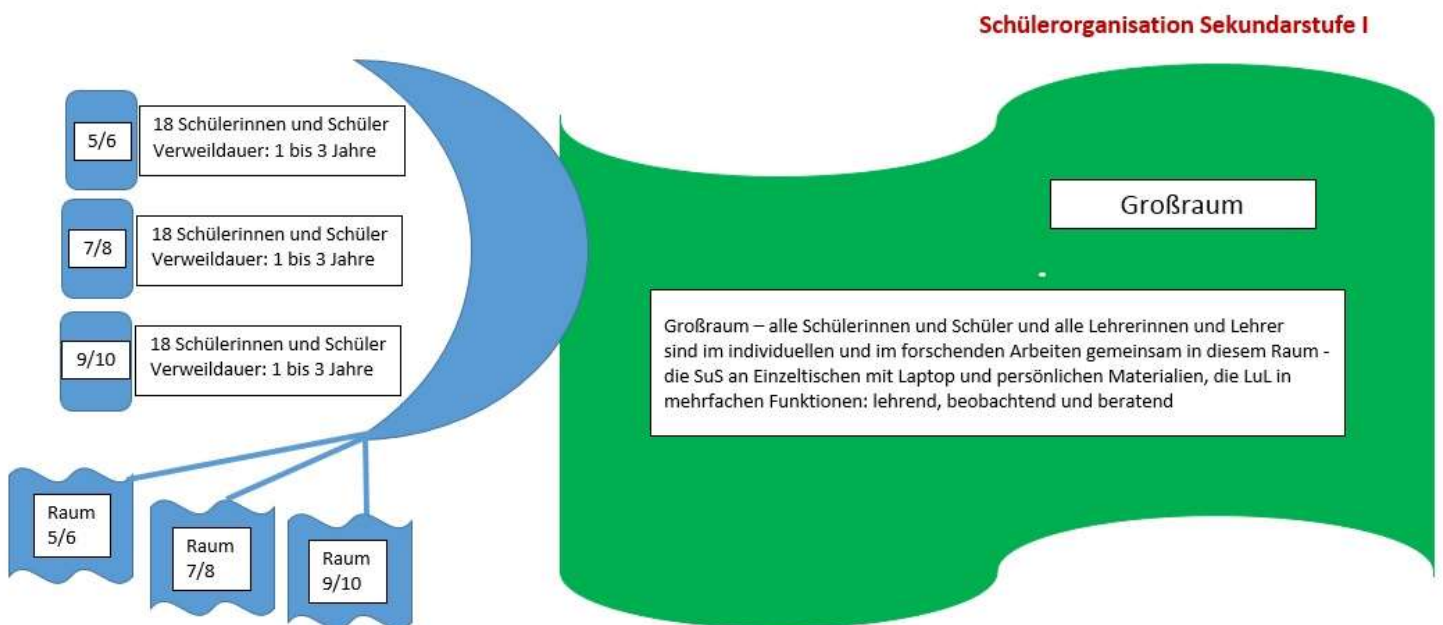 Schülerorganisation Sekundarstufe I
5/6
18 Schülerinnen und Schüler
Verweildauer: 1 bis 3 Jahre
7/8
18 Schülerinnen und Schüler
Verweildauer: 1 bis 3 Jahre
9/10
18 Schülerinnen und Schüler
Verweildauer: 1 bis 3 Jahre
Raum
5/6
Raum
7/8
Raum
9/10
Großraum
Großraum – alle Schülerinnen und Schüler und alle Lehrerinnen und Lehrer
sind im individuellen und im forschenden Arbeiten gemeinsam in diesem Raum -
die SuS an Einzeltischen mit Laptop und persönlichen Materialien, die LuL in
mehrfachen Funktionen: lehrend, beobachtend und beratend